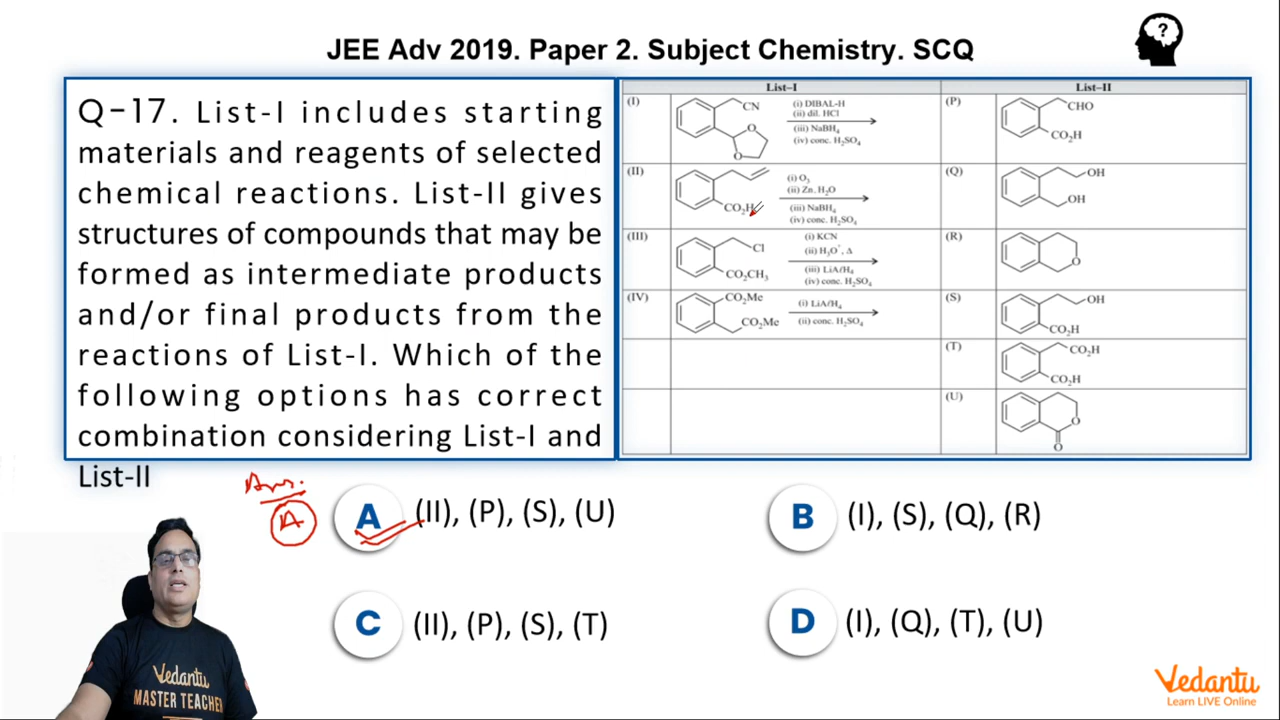 JEE Adv 2019. Paper 2. Subject Chemistry. SCQ
?
Q-17. List-I includes starting
materials and reagents of selected
chemical reactions. List-II gives
structures of compounds that may be
formed as intermediate products
and/or final products from the
reactions of List-I. Which of the
following options has correct
combination considering List-I and
List-II
List–I
List–II
(I)
CN
O
O
(i) DIBAL-H
(ii) dil. HCl
(iii) NaBH₄
(iv) conc. H₂SO₄
(P)
CHO
CO₂H
(II)
CO₂H
(i) O₃
(ii) Zn, H₂O
(iii) NaBH₄
(iv) conc. H₂SO₄
(Q)
OH
OH
(III)
Cl
CO₂CH₃
(i) KCN
(ii) H₃O⁺, Δ
(iii) LiAlH₄
(iv) conc. H₂SO₄
(R)
O
(IV)
CO₂Me
CO₂Me
(i) LiAlH₄
(ii) conc. H₂SO₄
(S)
OH
CO₂H
(T)
CO₂H
CO₂H
(U)
O
O
Ans.
A
A (II), (P), (S), (U)
B (I), (S), (Q), (R)
C (II), (P), (S), (T)
D (I), (Q), (T), (U)
Vedantu
MASTER TEACHER
Vedantu
Learn LIVE Online